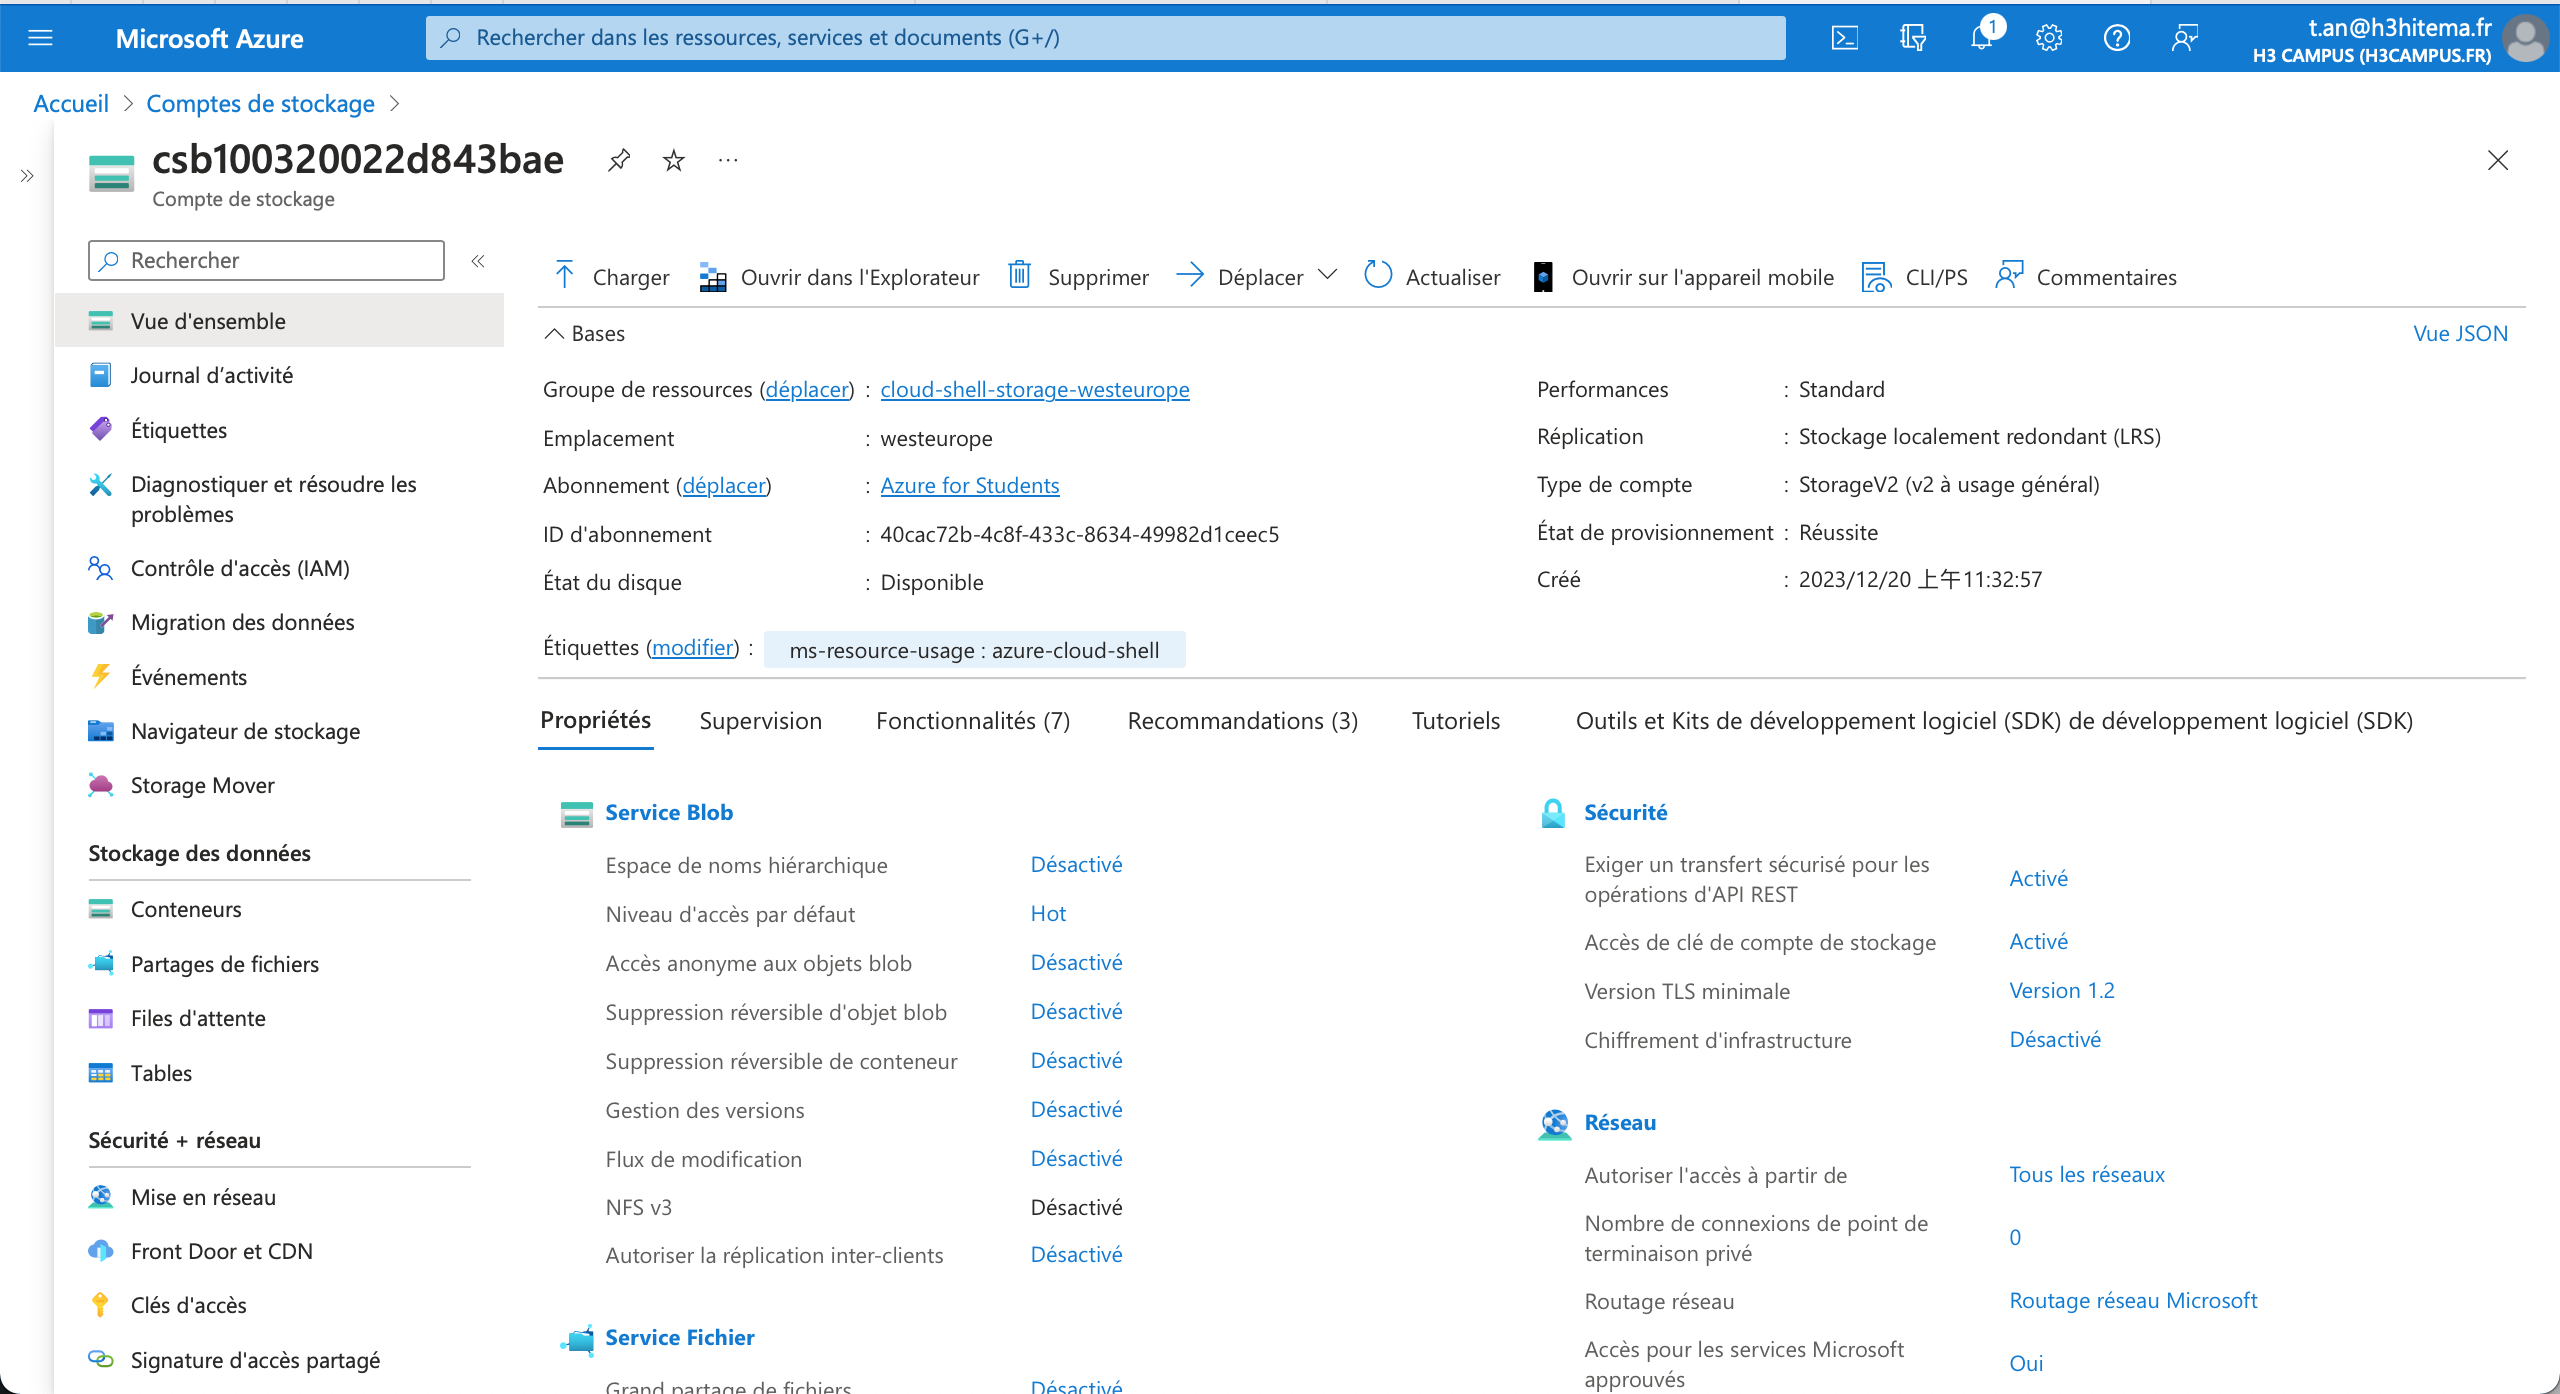 Microsoft Azure
Rechercher dans les ressources, services et documents (G+/)
1
t.an@h3hitema.fr
H3 CAMPUS (H3CAMPUS.FR)
Accueil > Comptes de stockage >
csb100320022d843bae
Compte de stockage
Rechercher
Vue d'ensemble
Journal d’activité
Étiquettes
Diagnostiquer et résoudre les
problèmes
Contrôle d'accès (IAM)
Migration des données
Événements
Navigateur de stockage
Storage Mover
Stockage des données
Conteneurs
Partages de fichiers
Files d'attente
Tables
Sécurité + réseau
Mise en réseau
Front Door et CDN
Clés d'accès
Signature d'accès partagé
Charger Ouvrir dans l'Explorateur Supprimer Déplacer Actualiser Ouvrir sur l'appareil mobile CLI/PS Commentaires
Bases
Vue JSON
Groupe de ressources (déplacer) : cloud-shell-storage-westeurope
Emplacement : westeurope
Abonnement (déplacer) : Azure for Students
ID d'abonnement : 40cac72b-4c8f-433c-8634-49982d1ceec5
État du disque : Disponible
Étiquettes (modifier) : ms-resource-usage : azure-cloud-shell
Performances : Standard
Réplication : Stockage localement redondant (LRS)
Type de compte : StorageV2 (v2 à usage général)
État de provisionnement : Réussite
Créé : 2023/12/20 上午11:32:57
Propriétés Supervision Fonctionnalités (7) Recommandations (3) Tutoriels Outils et Kits de développement logiciel (SDK) de développement logiciel (SDK)
Service Blob
Espace de noms hiérarchique Désactivé
Niveau d'accès par défaut Hot
Accès anonyme aux objets blob Désactivé
Suppression réversible d'objet blob Désactivé
Suppression réversible de conteneur Désactivé
Gestion des versions Désactivé
Flux de modification Désactivé
NFS v3 Désactivé
Autoriser la réplication inter-clients Désactivé
Service Fichier
Grand partage de fichiers Désactivé
Sécurité
Exiger un transfert sécurisé pour les
opérations d'API REST Activé
Accès de clé de compte de stockage Activé
Version TLS minimale Version 1.2
Chiffrement d'infrastructure Désactivé
Réseau
Autoriser l'accès à partir de Tous les réseaux
Nombre de connexions de point de
terminaison privé 0
Routage réseau Routage réseau Microsoft
Accès pour les services Microsoft
approuvés Oui